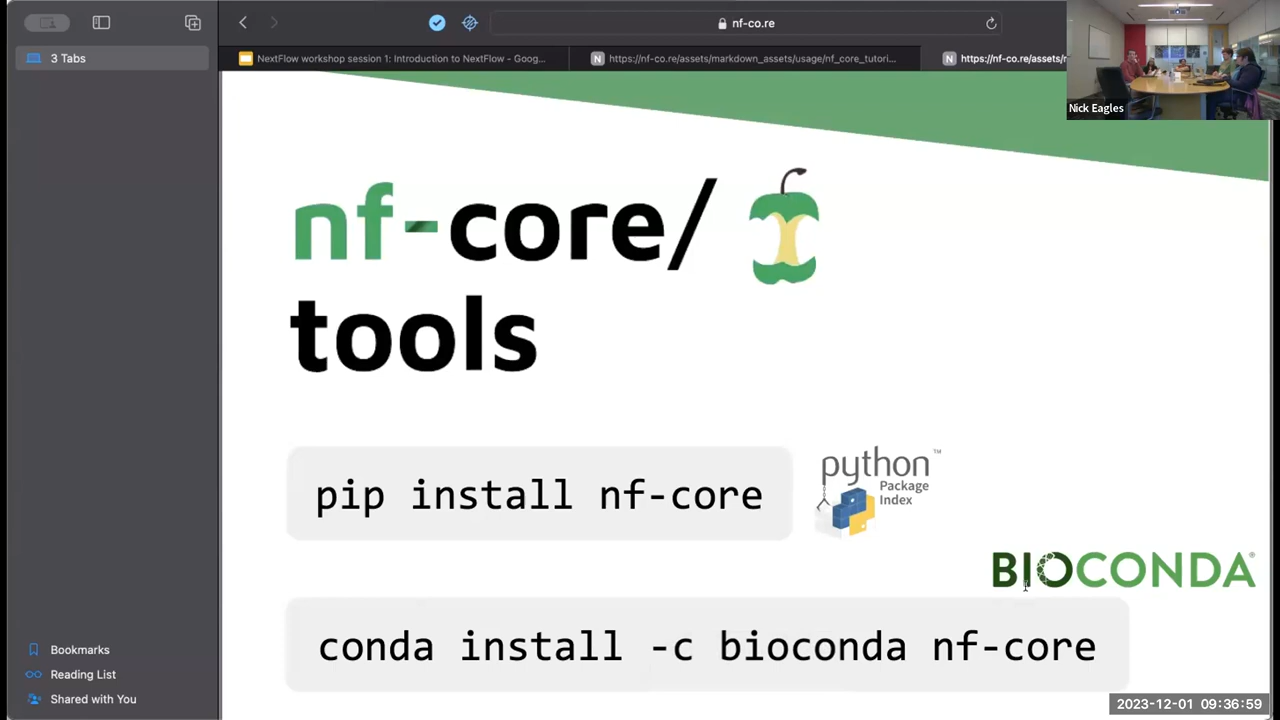 nf-co.re
3 Tabs
NextFlow workshop session 1: Introduction to NextFlow - Goog...
https://nf-co.re/assets/markdown_assets/usage/nf_core_tutori...
https://nf-co.re/assets/
Nick Eagles
nf-core/
tools
pip install nf-core
python™
Package
Index
BIOCONDA®
conda install -c bioconda nf-core
Bookmarks
Reading List
Shared with You
2023-12-01 09:36:59